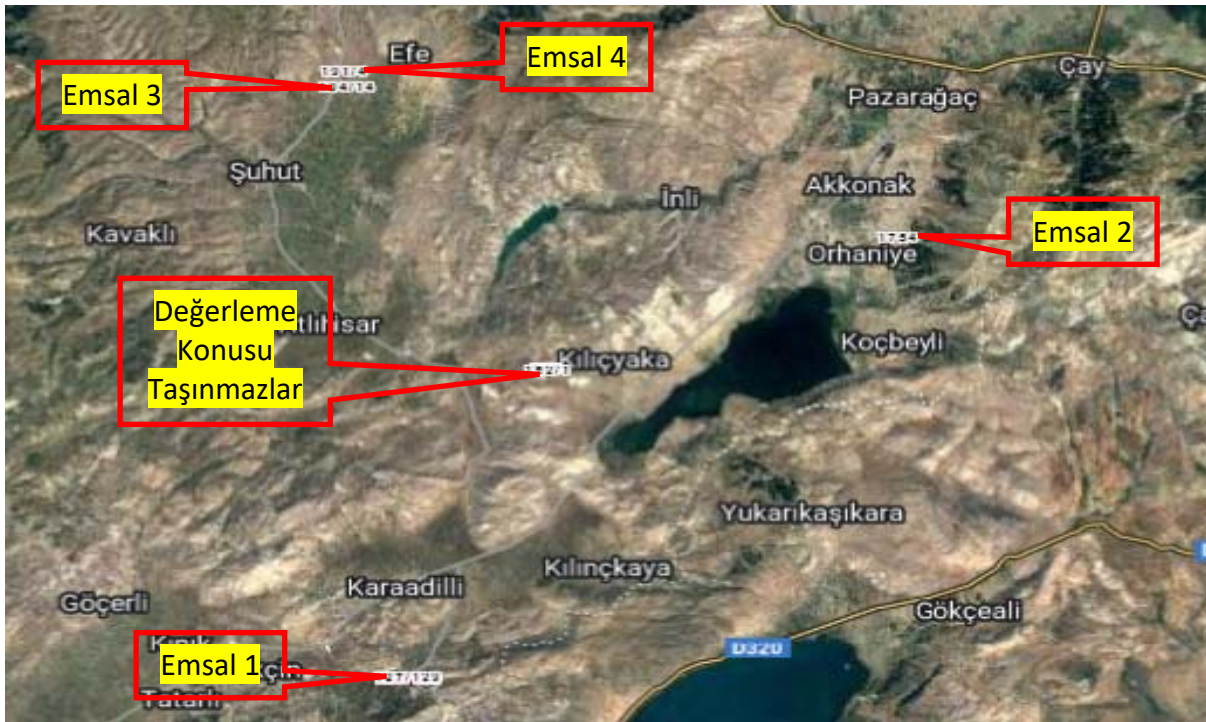 Efe
Emsal 4
Çay
Emsal 3
Pazarağaç
Şuhut
Akkonak
İnli
Kavaklı
Emsal 2
Orhaniye
Değerleme
Konusu
Taşınmazlar
Koçbeyli
Kılıçyaka
Yukarıkaşıkara
Kılınçkaya
Karaadilli
Göçerli
Gökçeali
D320
Emsal 1
Tatarlı